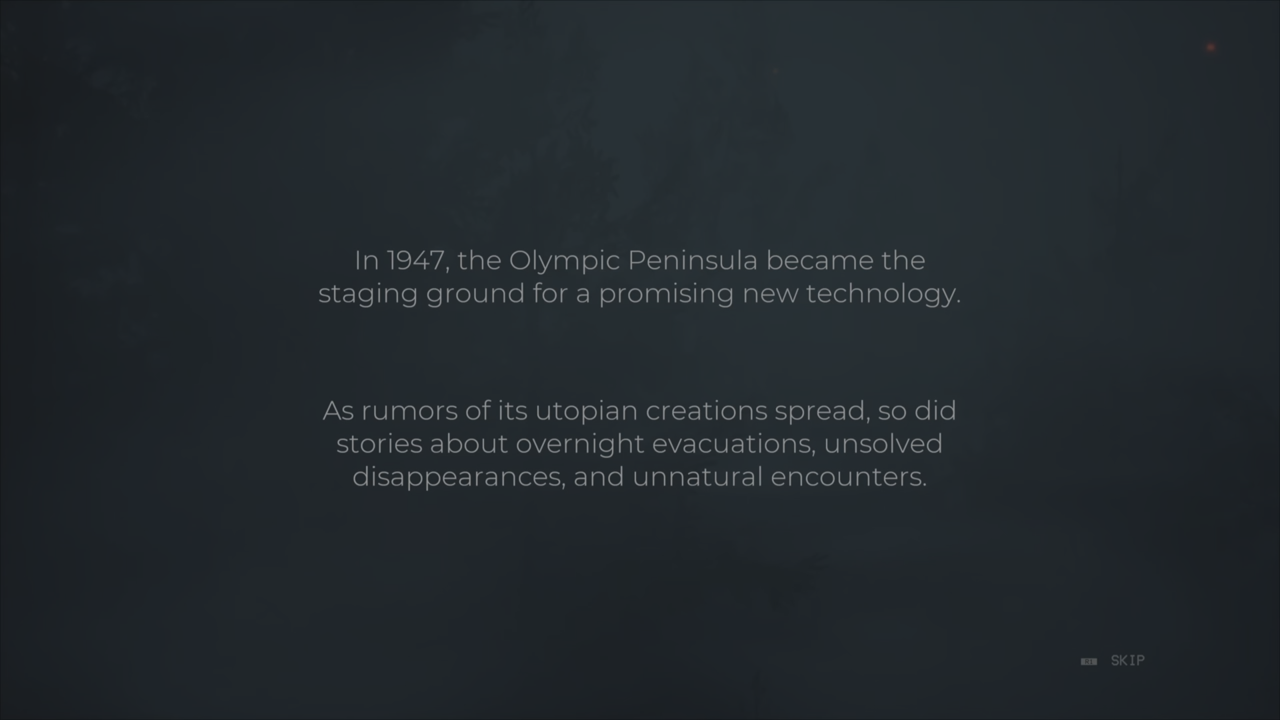 In 1947, the Olympic Peninsula became the
staging ground for a promising new technology.
As rumors of its utopian creations spread, so did
stories about overnight evacuations, unsolved
disappearances, and unnatural encounters.
SKIP